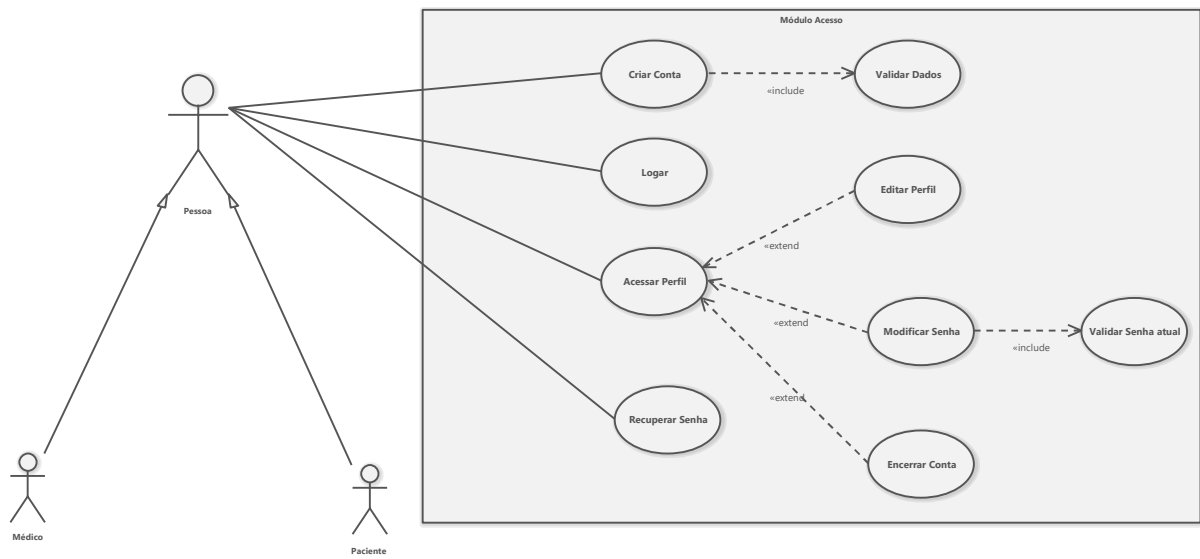 Módulo Acesso
Criar Conta
«include»
Validar Dados
Logar
Editar Perfil
Pessoa
«extend»
Acessar Perfil
«extend»
Modificar Senha
«include»
Validar Senha atual
«extend»
Recuperar Senha
Encerrar Conta
Médico
Paciente